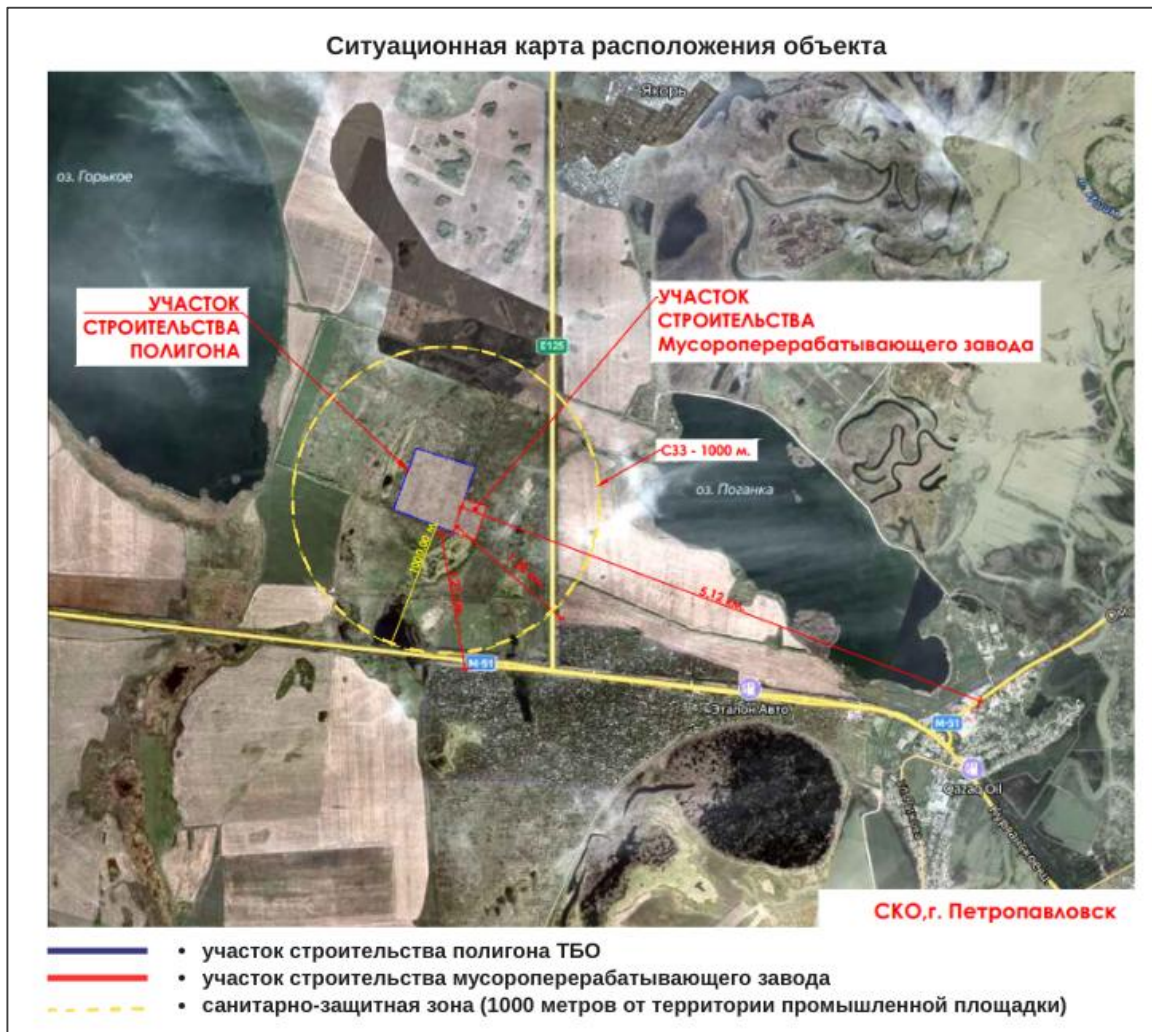 Ситуационная карта расположения объекта
Якорь
оз. Горькое
УЧАСТОК
СТРОИТЕЛЬСТВА
ПОЛИГОНА
УЧАСТОК
СТРОИТЕЛЬСТВА
Мусороперерабатывающего завода
E125
СЗЗ - 1000 м.
оз. Поганка
1000,00 м
5,12 км.
М-51
Эталон Авто
М-51
Qazaq Oil
СКО,г. Петропавловск
• участок строительства полигона ТБО
• участок строительства мусороперерабатывающего завода
• санитарно-защитная зона (1000 метров от территории промышленной площадки)